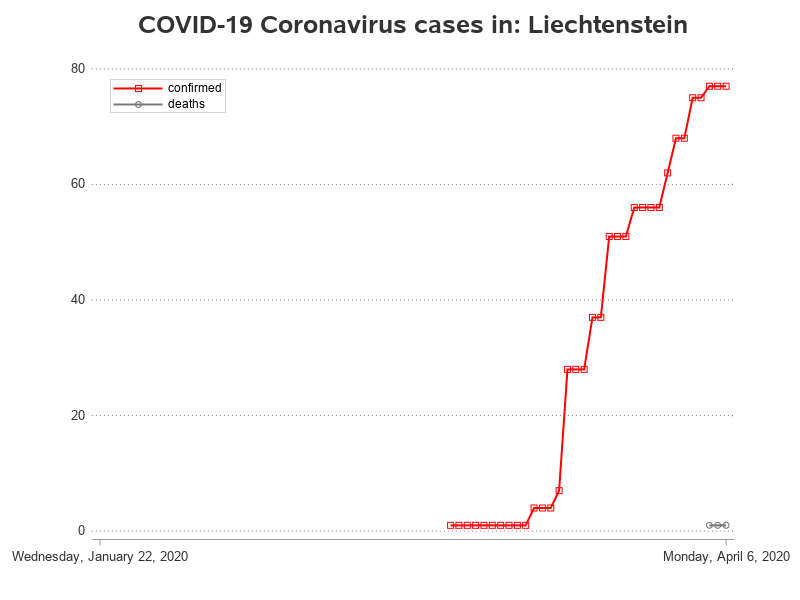 COVID-19 Coronavirus cases in: Liechtenstein
80
confirmed
deaths
60
40
20
0
Wednesday, January 22, 2020
Monday, April 6, 2020